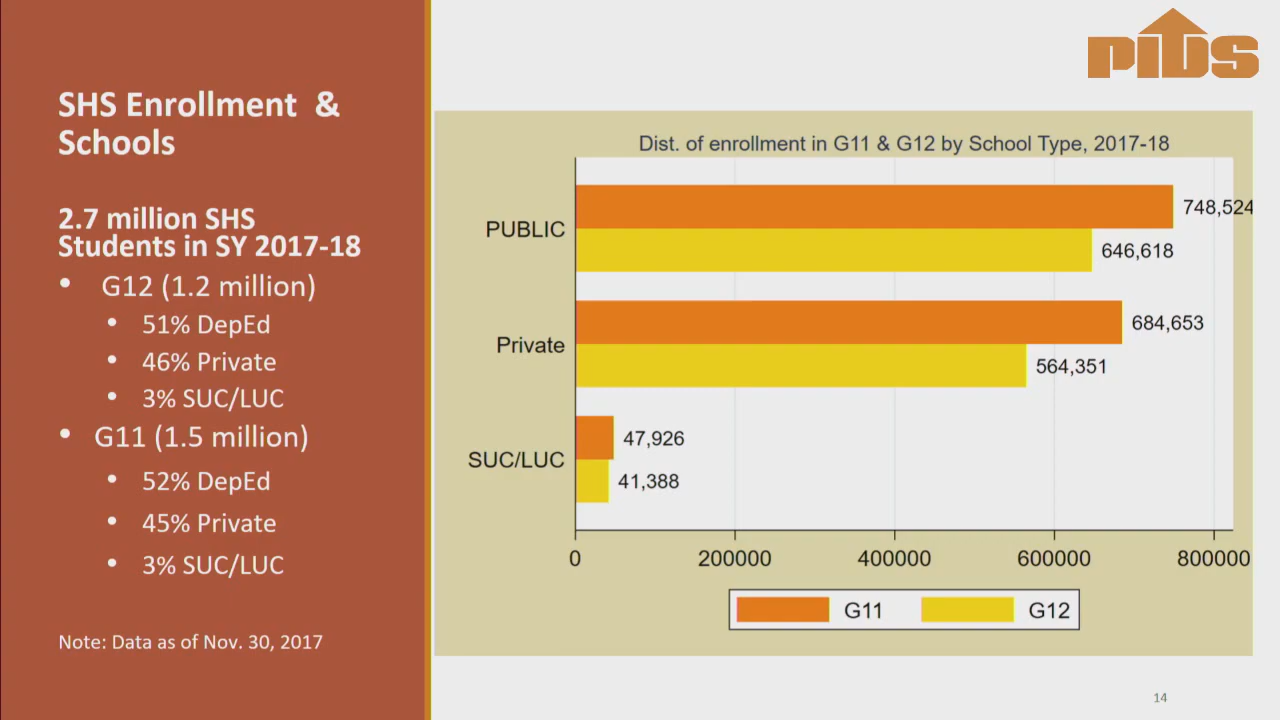 PIDS
SHS Enrollment &
Schools
2.7 million SHS
Students in SY 2017-18
• G12 (1.2 million)
• 51% DepEd
• 46% Private
• 3% SUC/LUC
• G11 (1.5 million)
• 52% DepEd
• 45% Private
• 3% SUC/LUC
Note: Data as of Nov. 30, 2017
Dist. of enrollment in G11 & G12 by School Type, 2017-18
PUBLIC
748,524
646,618
Private
684,653
564,351
SUC/LUC
47,926
41,388
0 200000 400000 600000 800000
G11 G12
14